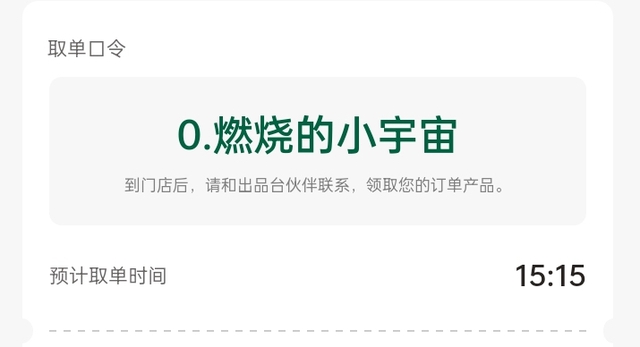 取单口令
0.燃烧的小宇宙
到门店后，请和出品台伙伴联系，领取您的订单产品。
预计取单时间
15:15